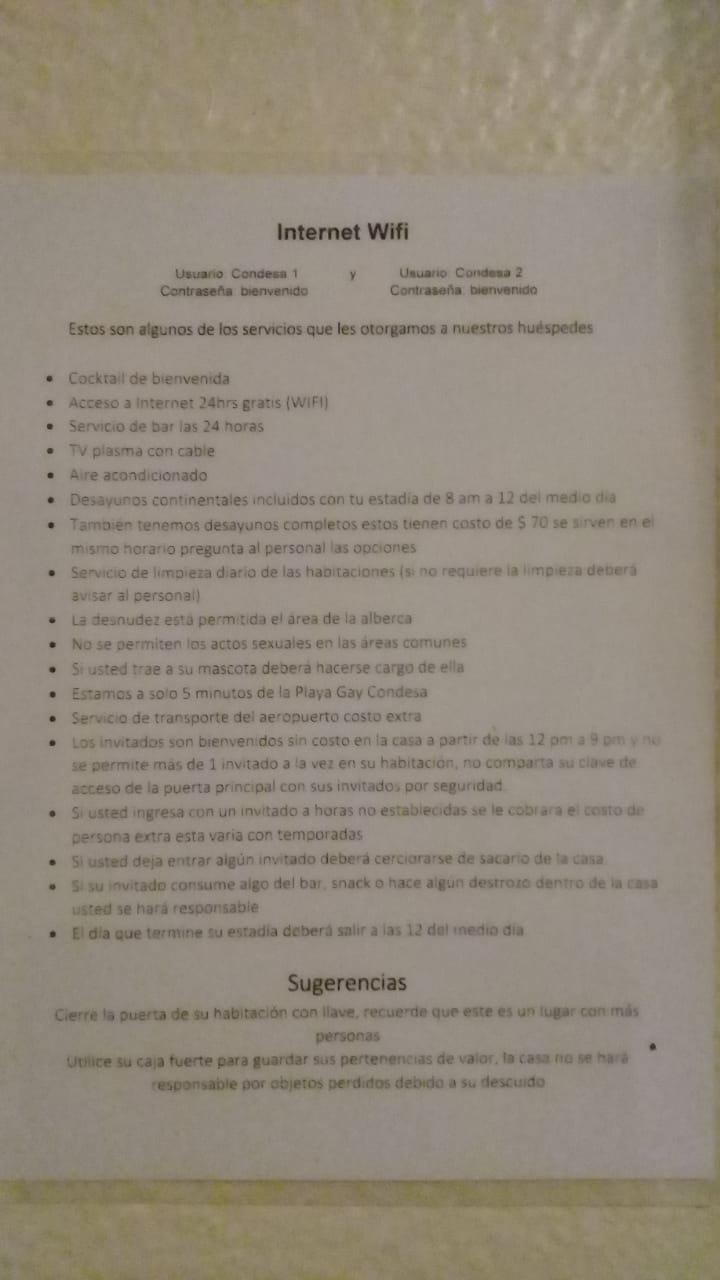 Internet Wifi
Usuario: Condesa 1 y Usuario: Condesa 2
Contraseña: bienvenido Contraseña: bienvenido
Estos son algunos de los servicios que les otorgamos a nuestros huéspedes
• Cocktail de bienvenida
• Acceso a Internet 24hrs gratis (WIFI)
• Servicio de bar las 24 horas
• TV plasma con cable
• Aire acondicionado
• Desayunos continentales incluidos con tu estadía de 8 am a 12 del medio día
• También tenemos desayunos completos estos tienen costo de $ 70 se sirven en el
mismo horario pregunta al personal las opciones
• Servicio de limpieza diario de las habitaciones (si no requiere la limpieza deberá
avisar al personal)
• La desnudez está permitida el área de la alberca
• No se permiten los actos sexuales en las áreas comunes
• Si usted trae a su mascota deberá hacerse cargo de ella
• Estamos a solo 5 minutos de la Playa Gay Condesa
• Servicio de transporte del aeropuerto costo extra
• Los invitados son bienvenidos sin costo en la casa a partir de las 12 pm a 9 pm y no
se permite más de 1 invitado a la vez en su habitación, no comparta su clave de
acceso de la puerta principal con sus invitados por seguridad.
• Si usted ingresa con un invitado a horas no establecidas se le cobrara el costo de
persona extra esta varia con temporadas
• Si usted deja entrar algún invitado deberá cerciorarse de sacarlo de la casa
• Si su invitado consume algo del bar, snack o hace algún destrozo dentro de la casa
usted se hará responsable
• El día que termine su estadía deberá salir a las 12 del medio día
Sugerencias
Cierre la puerta de su habitación con llave, recuerde que este es un lugar con más
personas
Utilice su caja fuerte para guardar sus pertenencias de valor, la casa no se hará
responsable por objetos perdidos debido a su descuido